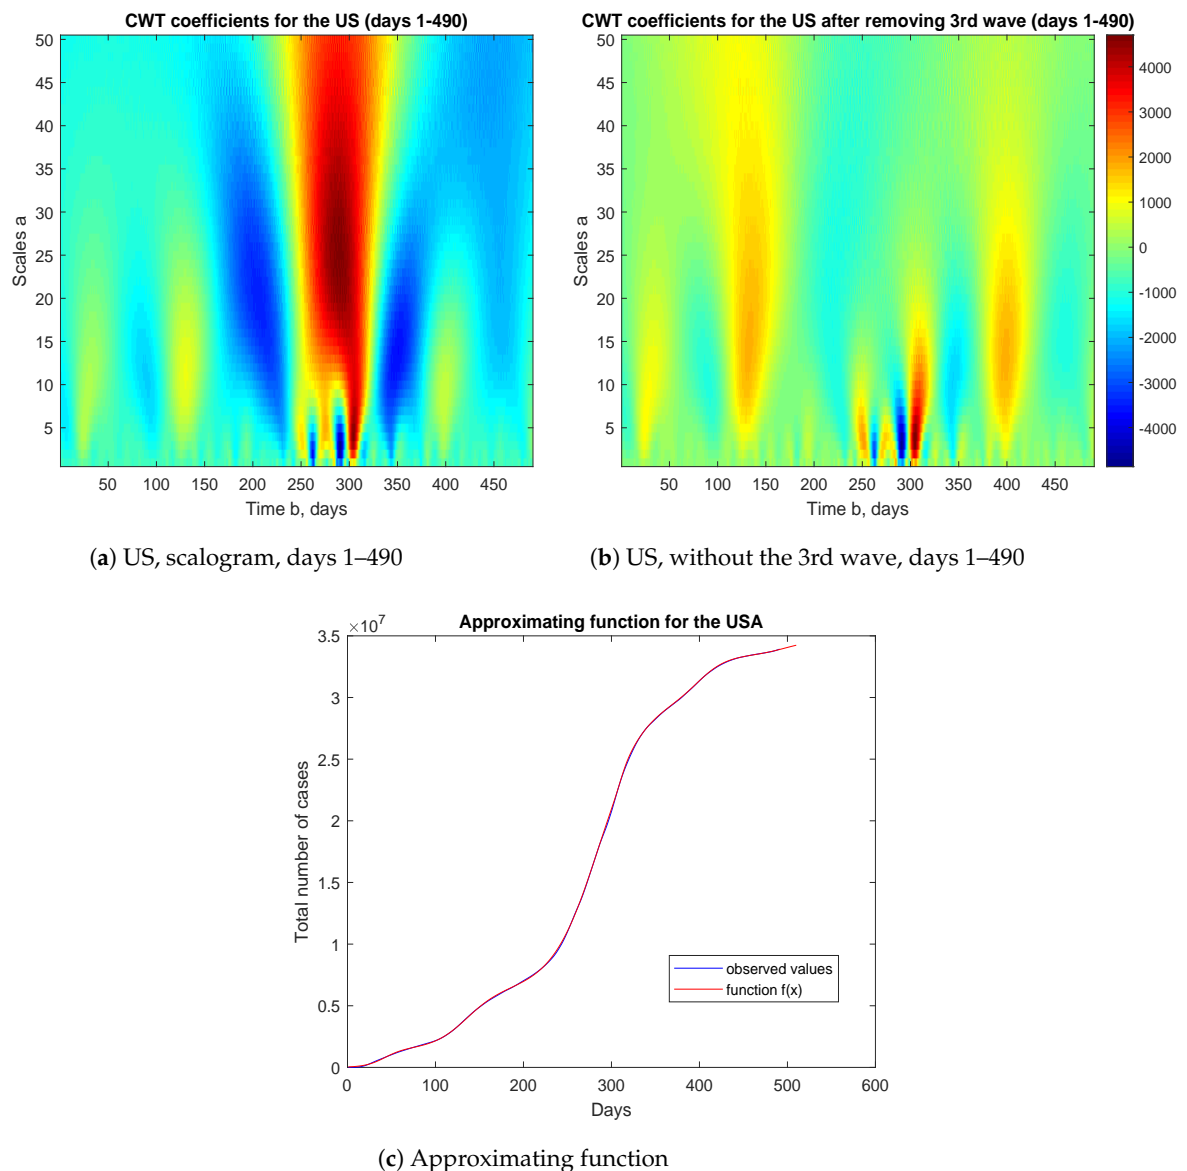 CWT coefficients for the US (days 1-490)
50
45
40
35
30
25
20
15
10
5
Scales a
50 100 150 200 250 300 350 400 450
Time b, days
(a) US, scalogram, days 1–490
CWT coefficients for the US after removing 3rd wave (days 1-490)
50
45
40
35
30
25
20
15
10
5
Scales a
50 100 150 200 250 300 350 400 450
Time b, days
4000
3000
2000
1000
0
-1000
-2000
-3000
-4000
(b) US, without the 3rd wave, days 1–490
Approximating function for the USA
×10⁷
3.5
3
2.5
2
1.5
1
0.5
0
Total number of cases
0 100 200 300 400 500 600
Days
observed values
function f(x)
(c) Approximating function